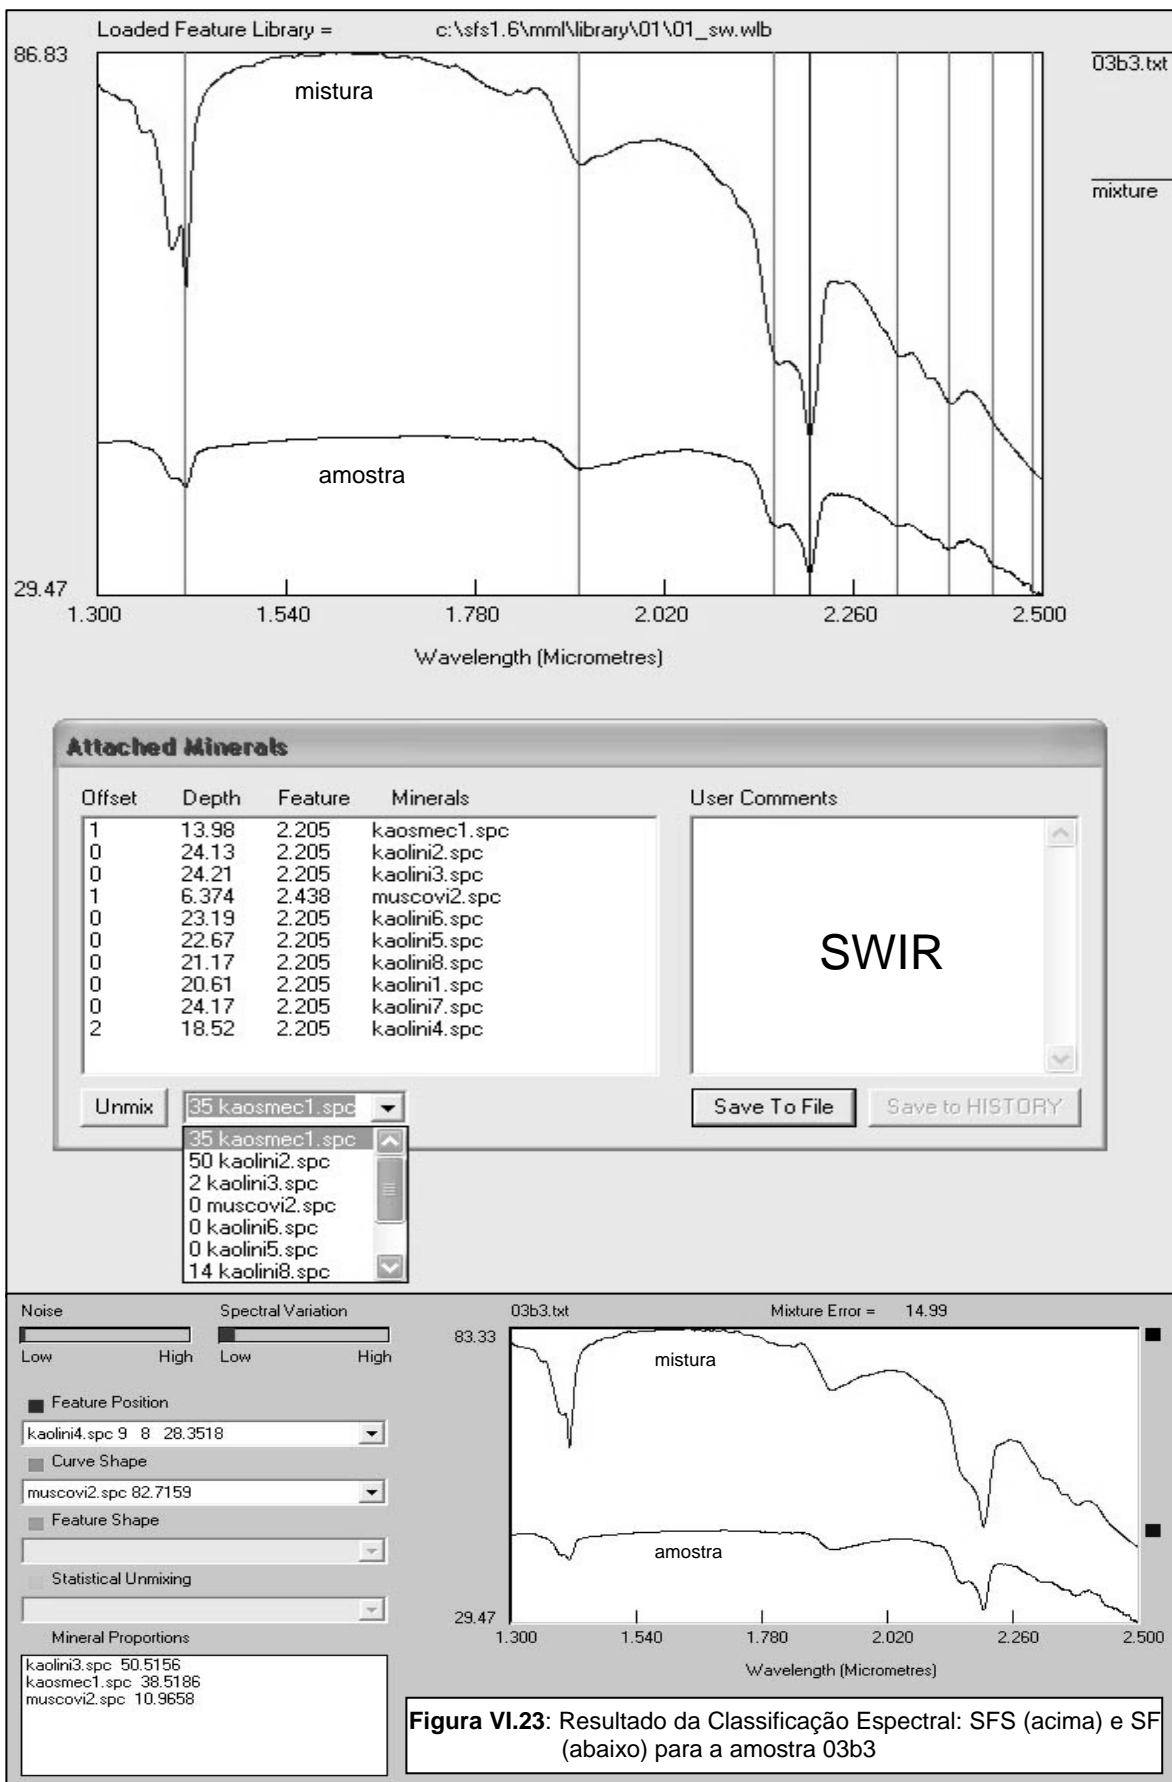 Loaded Feature Library = c:\sfs1.6\mml\library\01\01_sw.wlb
86.83
03b3.txt
mistura
mixture
amostra
29.47
1.300 1.540 1.780 2.020 2.260 2.500
Wavelength (Micrometres)
Attached Minerals
Offset Depth Feature Minerals User Comments
1 13.98 2.205 kaosmec1.spc
0 24.13 2.205 kaolini2.spc
0 24.21 2.205 kaolini3.spc
1 6.374 2.438 muscovi2.spc
0 23.19 2.205 kaolini6.spc
0 22.67 2.205 kaolini5.spc
0 21.17 2.205 kaolini8.spc
0 20.61 2.205 kaolini1.spc
0 24.17 2.205 kaolini7.spc
2 18.52 2.205 kaolini4.spc
SWIR
Unmix 35 kaosmec1.spc Save To File Save to HISTORY
35 kaosmec1.spc
50 kaolini2.spc
2 kaolini3.spc
0 muscovi2.spc
0 kaolini6.spc
0 kaolini5.spc
14 kaolini8.spc
Noise Spectral Variation
Low High Low High
Feature Position
kaolini4.spc 9 8 28.3518
Curve Shape
muscovi2.spc 82.7159
Feature Shape
Statistical Unmixing
Mineral Proportions
kaolini3.spc 50.5156
kaosmec1.spc 38.5186
muscovi2.spc 10.9658
03b3.txt Mixture Error = 14.99
83.33
mistura
amostra
29.47
1.300 1.540 1.780 2.020 2.260 2.500
Wavelength (Micrometres)
Figura VI.23: Resultado da Classificação Espectral: SFS (acima) e SF
(abaixo) para a amostra 03b3